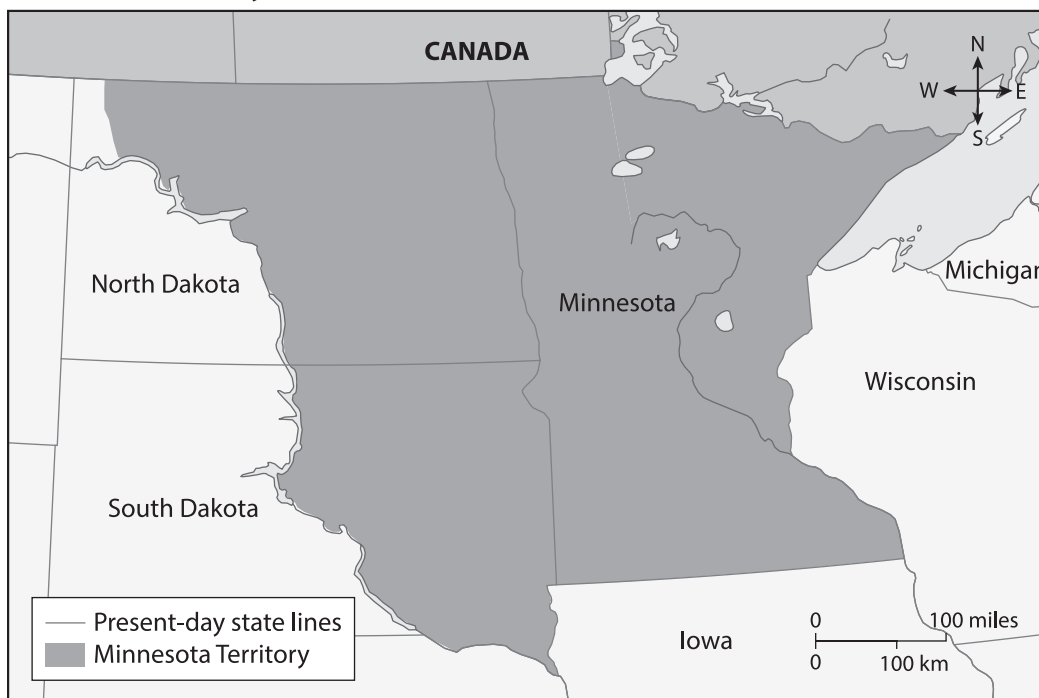 CANADA
N
W E
S
North Dakota
Minnesota
Michigan
Wisconsin
South Dakota
Iowa
Present-day state lines
Minnesota Territory
0 100 miles
0 100 km